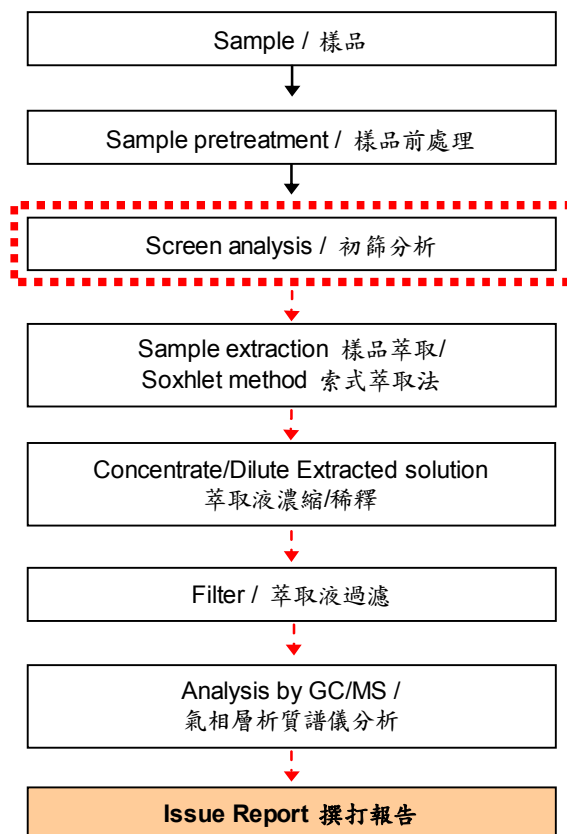 Sample / 樣品
Sample pretreatment / 樣品前處理
Screen analysis / 初篩分析
Sample extraction 樣品萃取/
Soxhlet method 索式萃取法
Concentrate/Dilute Extracted solution
萃取液濃縮/稀釋
Filter / 萃取液過濾
Analysis by GC/MS /
氣相層析質譜儀分析
Issue Report 撰打報告